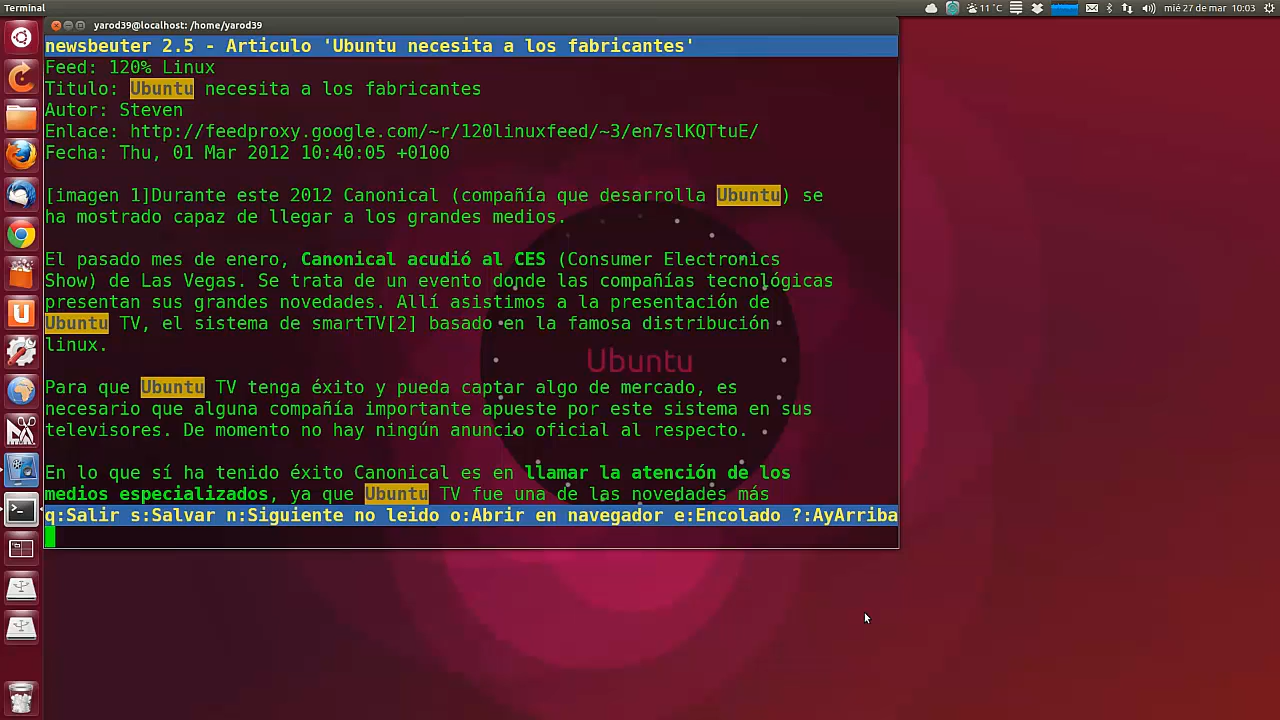 Terminal
11 °C
mié 27 de mar 10:03
yarod39@localhost: /home/yarod39
newsbeuter 2.5 - Articulo 'Ubuntu necesita a los fabricantes'
Feed: 120% Linux
Titulo: Ubuntu necesita a los fabricantes
Autor: Steven
Enlace: http://feedproxy.google.com/~r/120linuxfeed/~3/en7slKQTtuE/
Fecha: Thu, 01 Mar 2012 10:40:05 +0100
[imagen 1]Durante este 2012 Canonical (compañía que desarrolla Ubuntu) se
ha mostrado capaz de llegar a los grandes medios.
El pasado mes de enero, Canonical acudió al CES (Consumer Electronics
Show) de Las Vegas. Se trata de un evento donde las compañías tecnológicas
presentan sus grandes novedades. Allí asistimos a la presentación de
Ubuntu TV, el sistema de smartTV[2] basado en la famosa distribución
linux.
Para que Ubuntu TV tenga éxito y pueda captar algo de mercado, es
necesario que alguna compañía importante apueste por este sistema en sus
televisores. De momento no hay ningún anuncio oficial al respecto.
En lo que sí ha tenido éxito Canonical es en llamar la atención de los
medios especializados, ya que Ubuntu TV fue una de las novedades más
q:Salir s:Salvar n:Siguiente no leido o:Abrir en navegador e:Encolado ?:AyArriba
Ubuntu